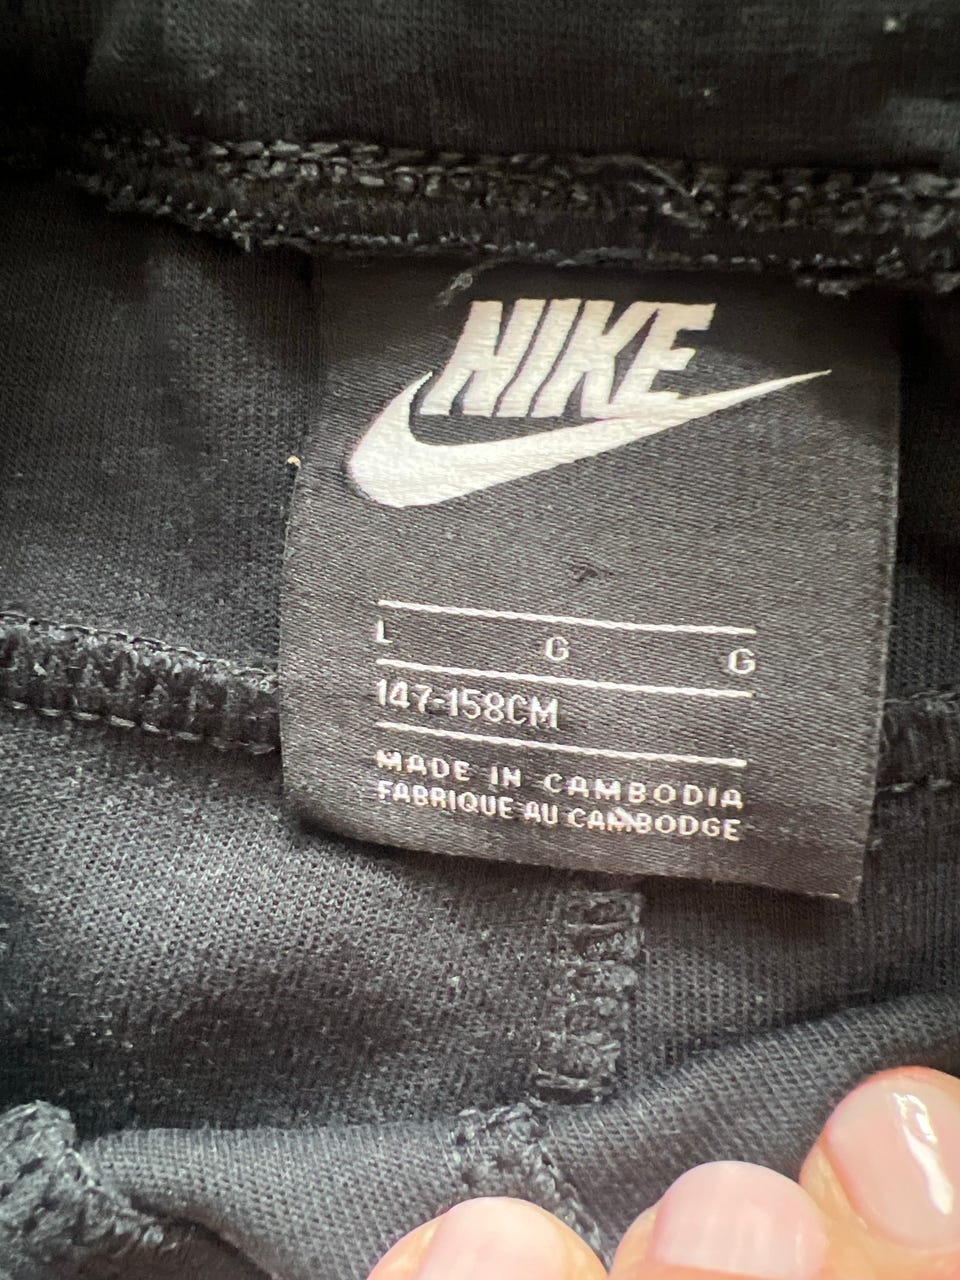 NIKE
L G G
147-158CM
MADE IN CAMBODIA
FABRIQUE AU CAMBODGE